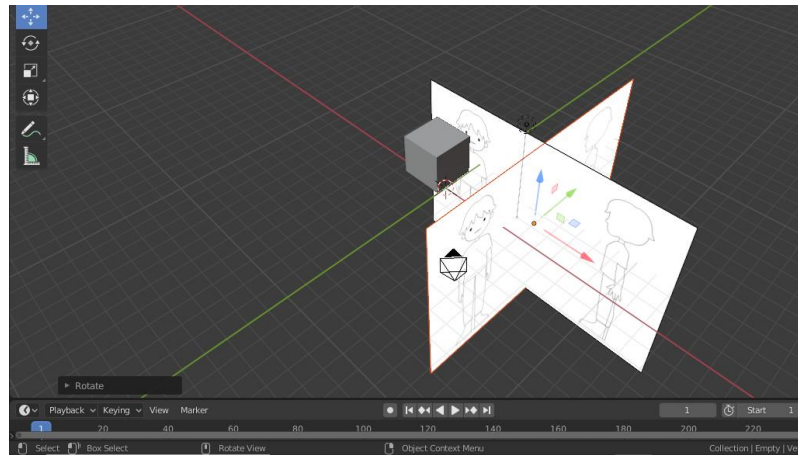 Rotate
Playback Keying View Marker 1 Start 1
1 20 40 60 80 100 120 140 160 180 200 220
Select Box Select Rotate View Object Context Menu Collection | Empty | Ve